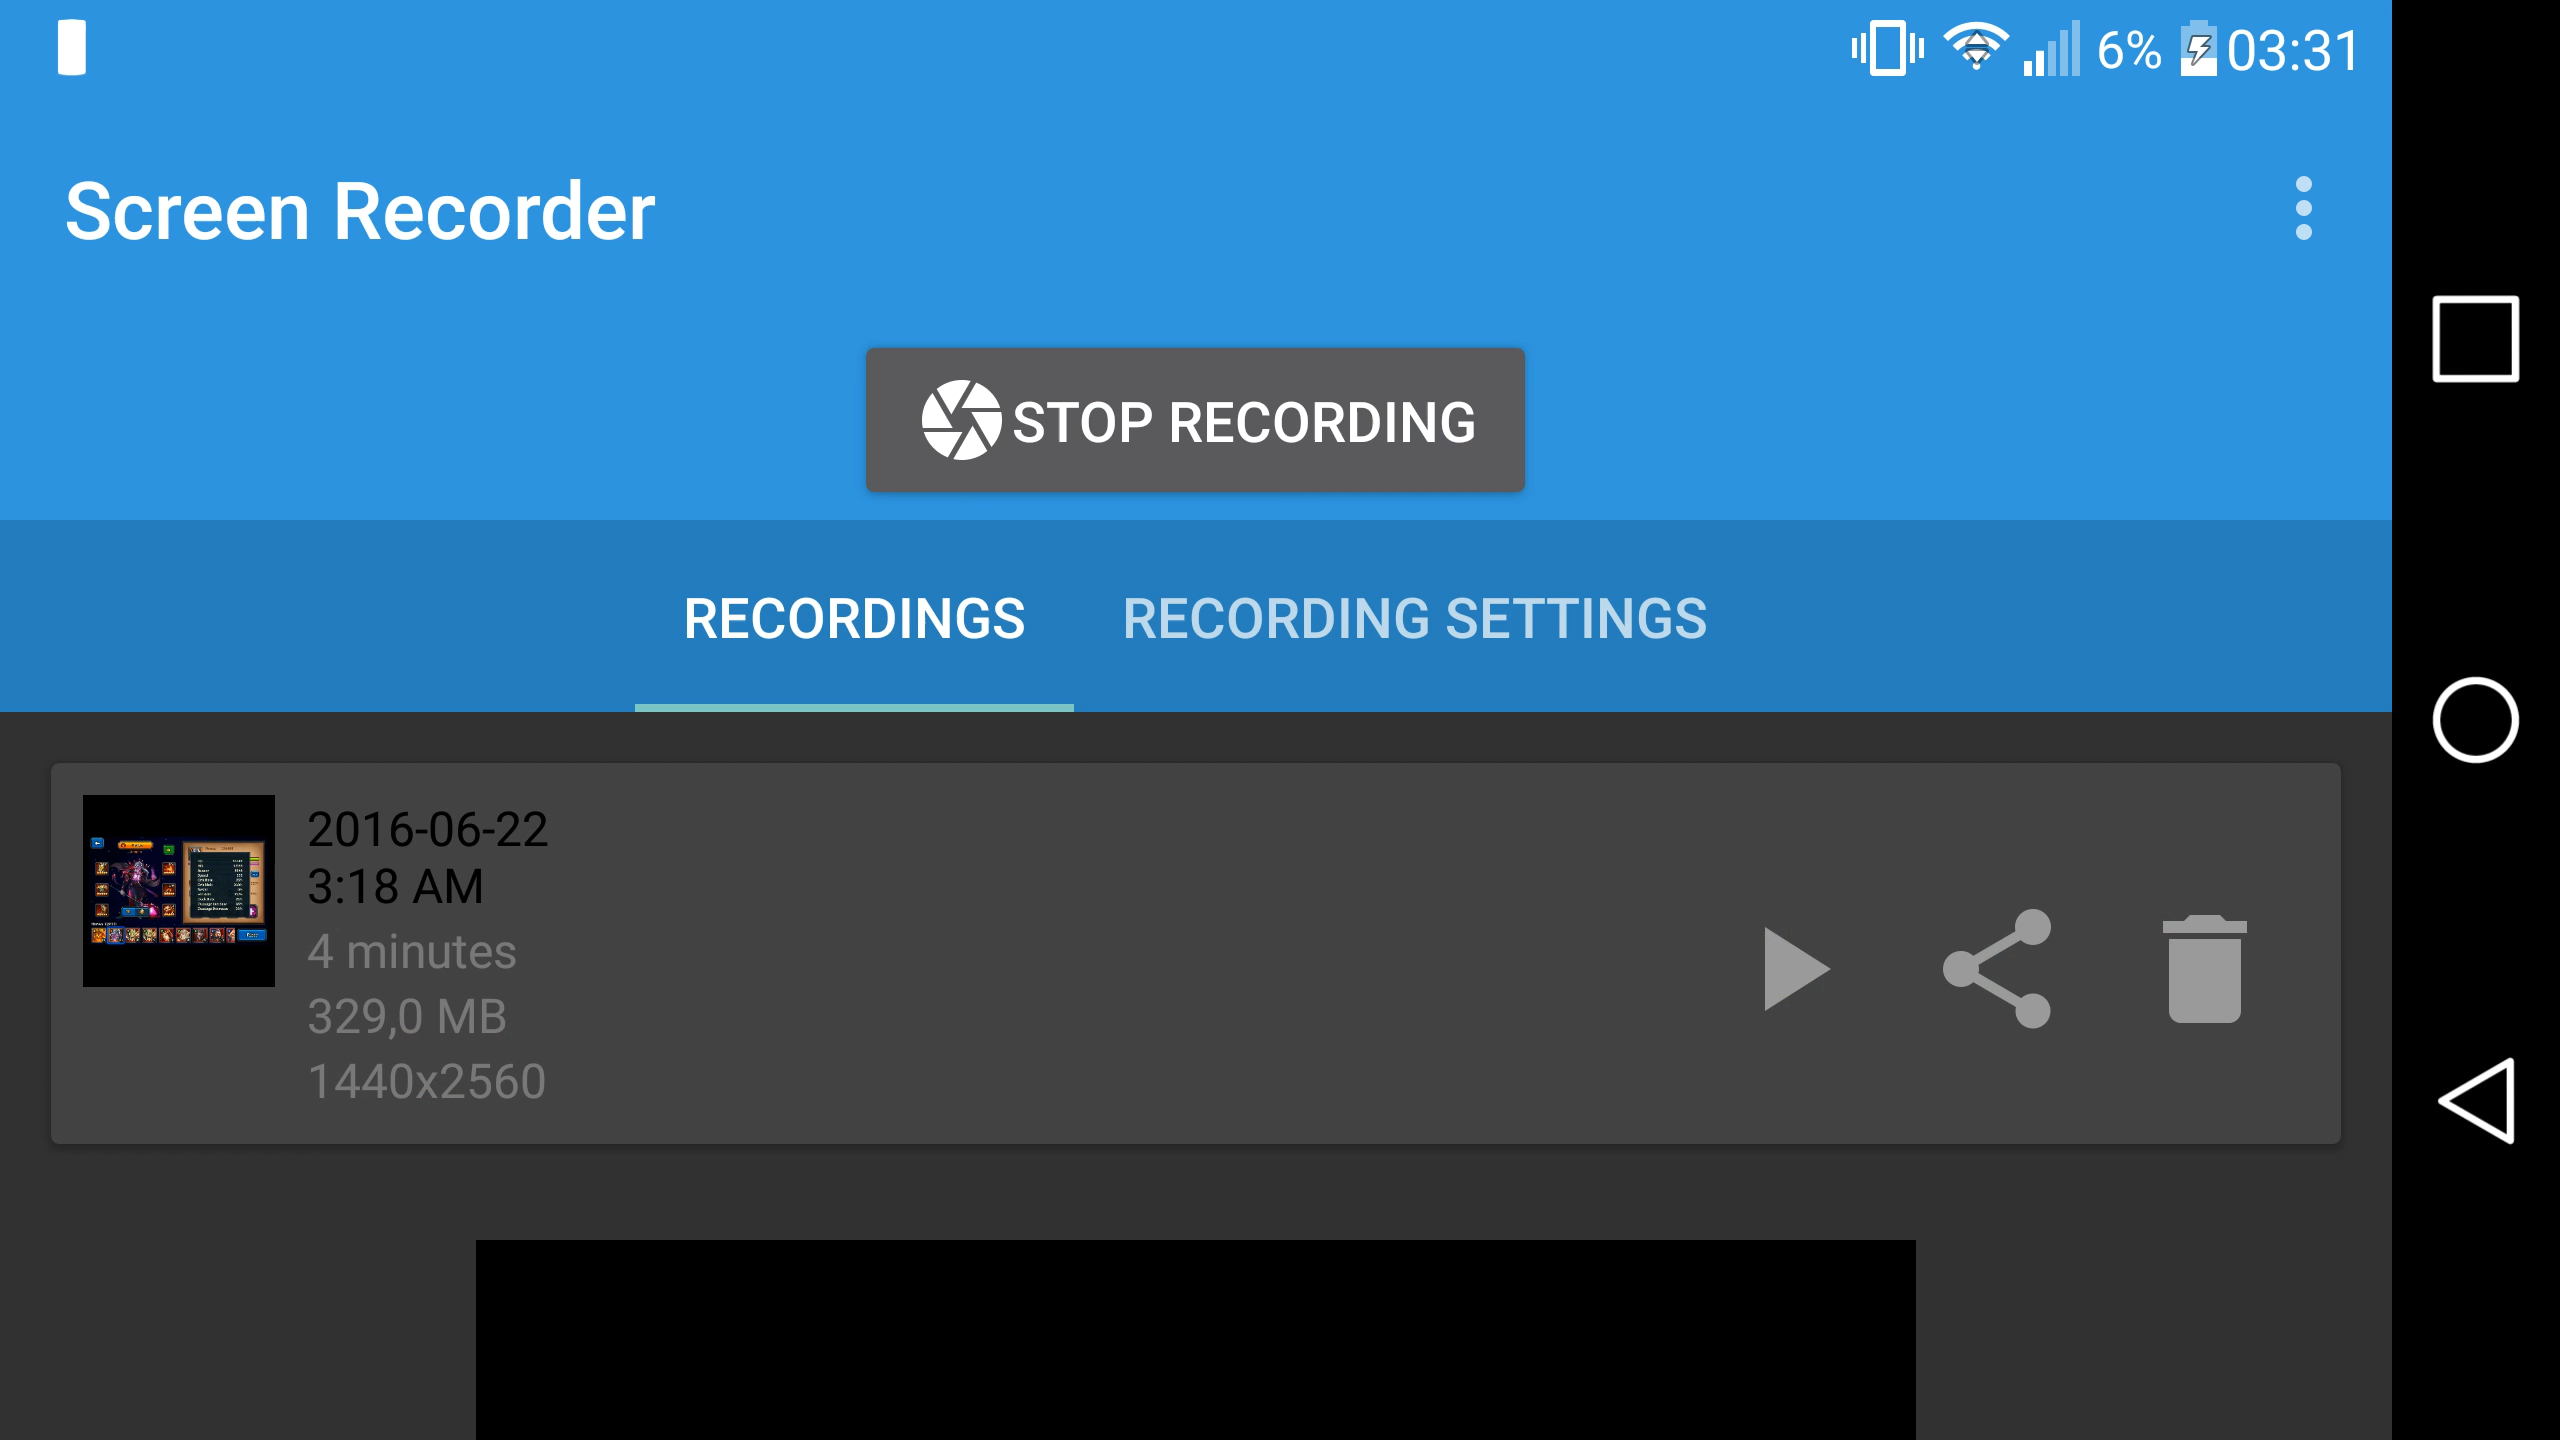 6% 03:31
Screen Recorder
STOP RECORDING
RECORDINGS RECORDING SETTINGS
2016-06-22
3:18 AM
4 minutes
329,0 MB
1440x2560